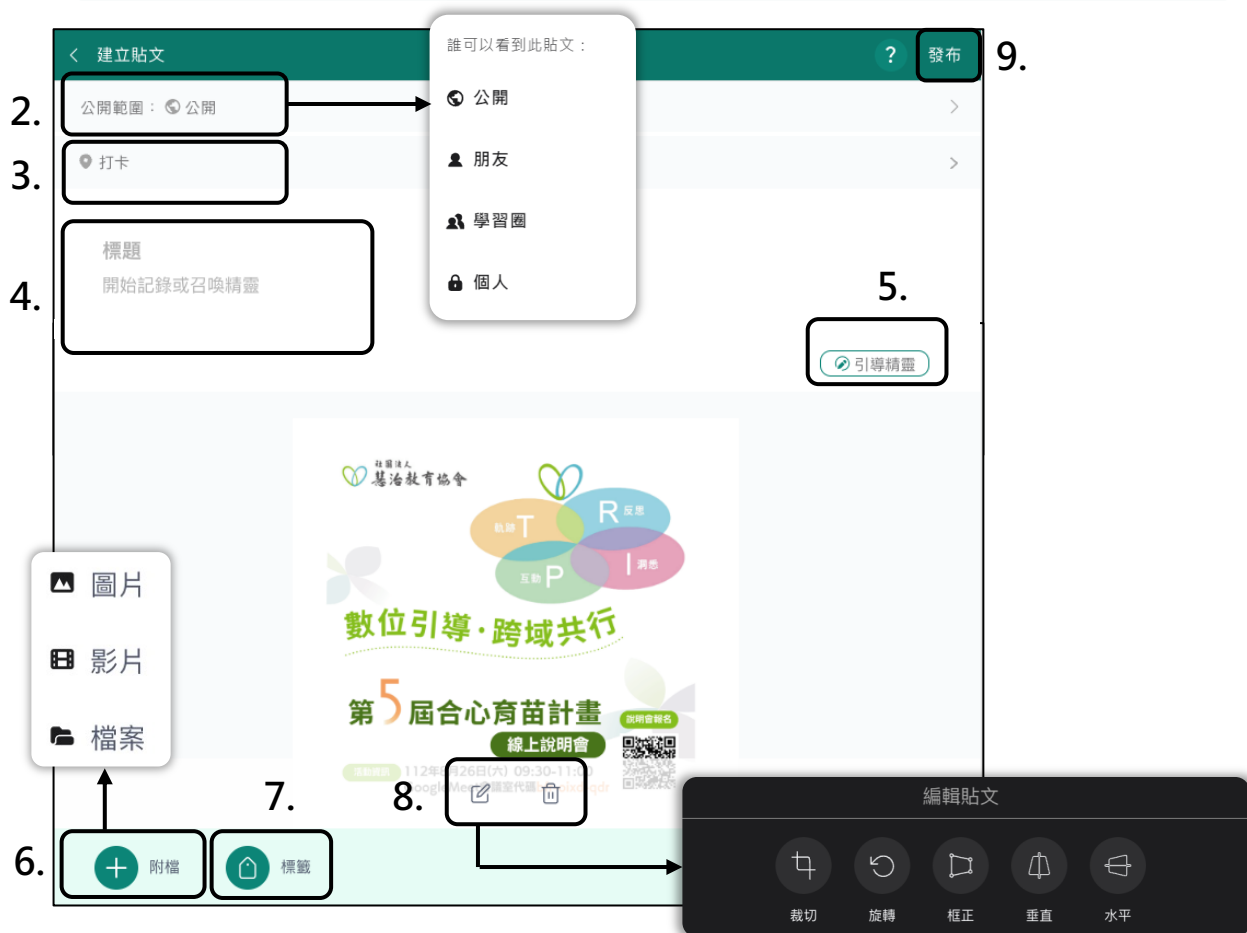 建立貼文
?
發布
9.
誰可以看到此貼文：
公開
朋友
學習圈
個人
2.
公開範圍： 公開
3.
打卡
4.
標題
開始記錄或召喚精靈
5.
引導精靈
社團法人
慈治教育協會
軌跡 T
R 反思
互動 P
I 洞悉
數位引導·跨域共行
第5屆合心育苗計畫
說明會報名
線上說明會
112年8月26日(六) 09:30-11:00
圖片
影片
檔案
6.
附檔
7.
標籤
8.
編輯貼文
裁切
旋轉
框正
垂直
水平